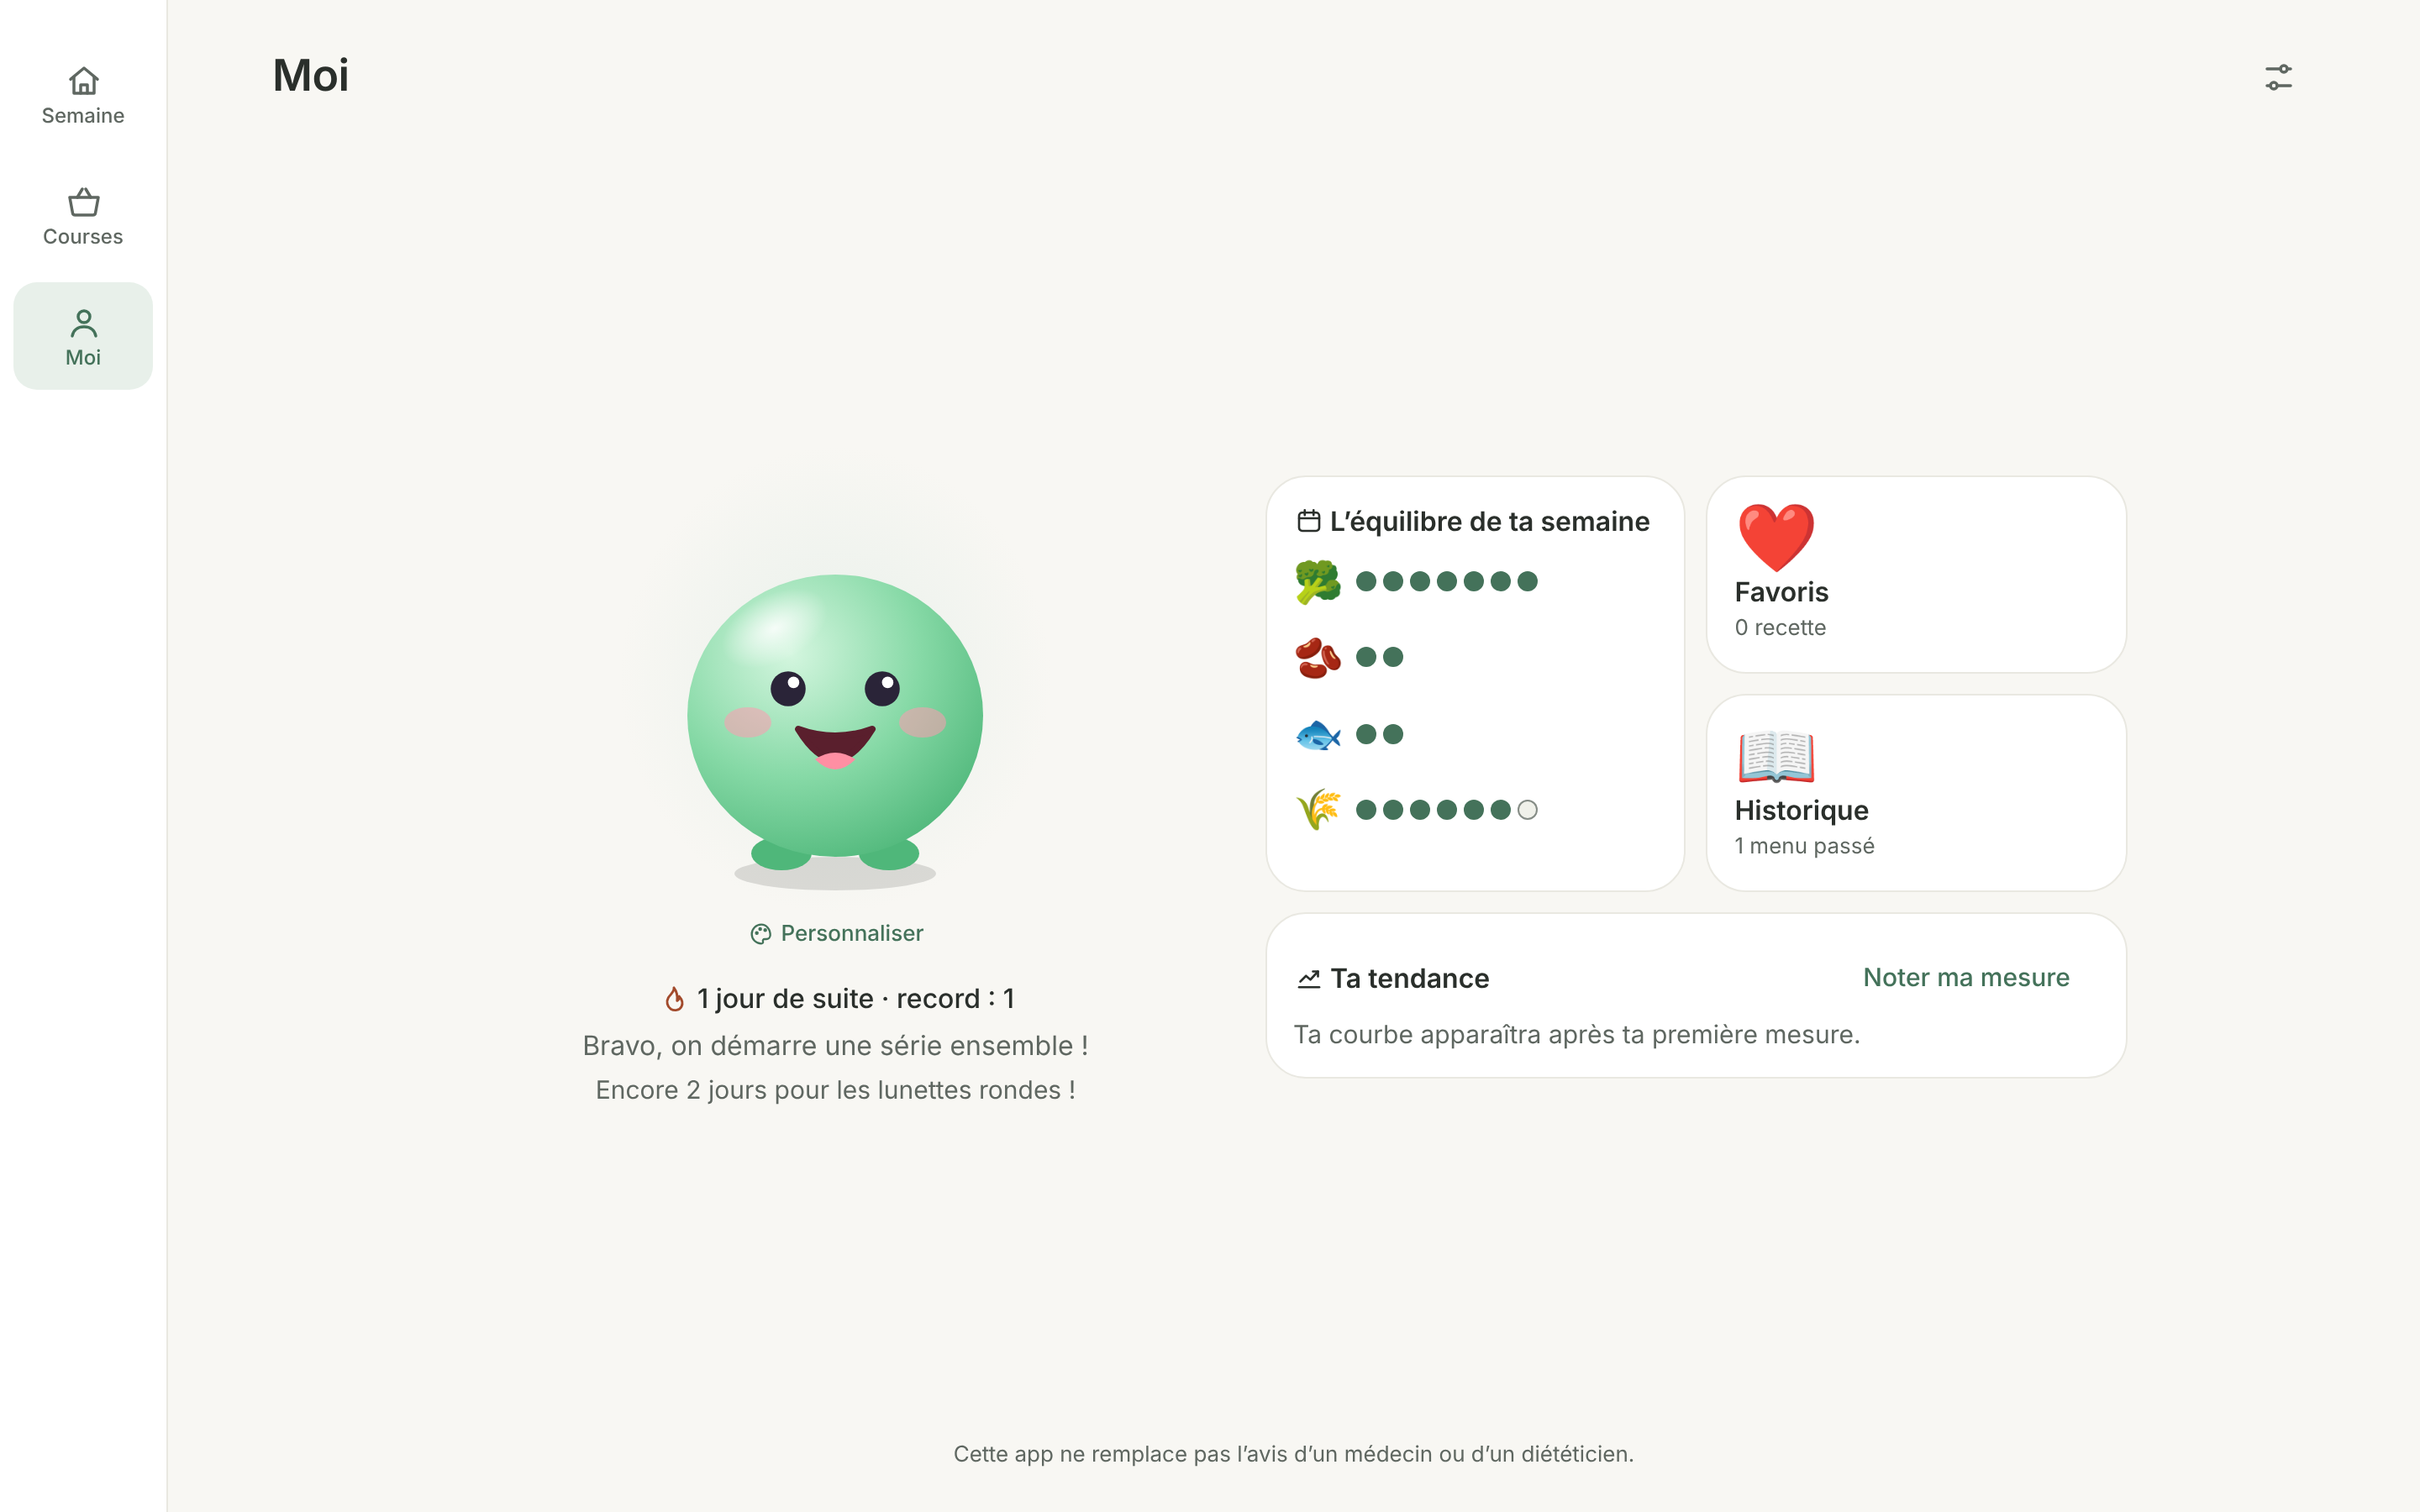 Moi
Semaine
Courses
Moi
L’équilibre de ta semaine
Favoris
0 recette
Historique
1 menu passé
Personnaliser
1 jour de suite · record : 1
Bravo, on démarre une série ensemble !
Encore 2 jours pour les lunettes rondes !
Ta tendance
Noter ma mesure
Ta courbe apparaîtra après ta première mesure.
Cette app ne remplace pas l’avis d’un médecin ou d’un diététicien.